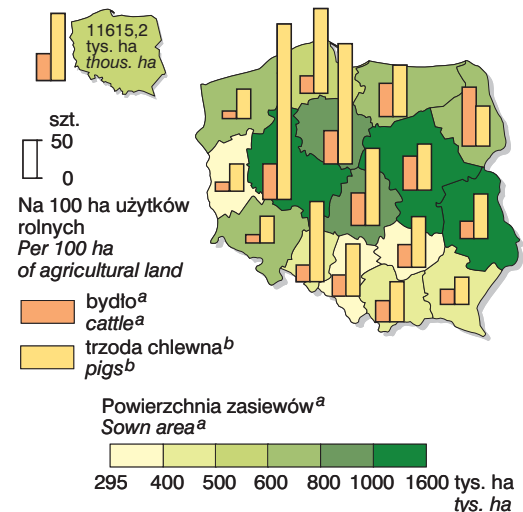 11615,2
tys. ha
thous. ha
szt.
50
0
Na 100 ha użytków
rolnych
Per 100 ha
of agricultural land
bydłoᵃ
cattleᵃ
trzoda chlewnaᵇ
pigsᵇ
Powierzchnia zasiewówᵃ
Sown areaᵃ
295 400 500 600 800 1000 1600 tys. ha
tys. ha